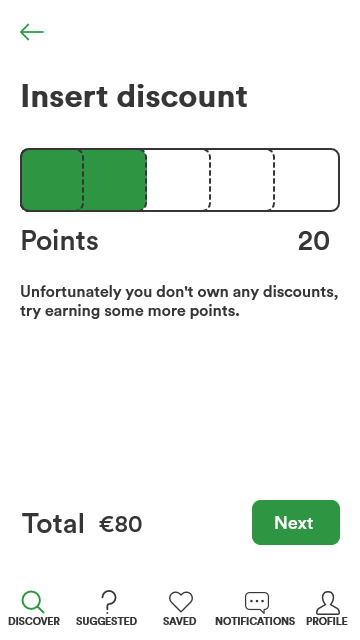 Insert discount
Points 20
Unfortunately you don't own any discounts,
try earning some more points.
Total €80 Next
DISCOVER SUGGESTED SAVED NOTIFICATIONS PROFILE